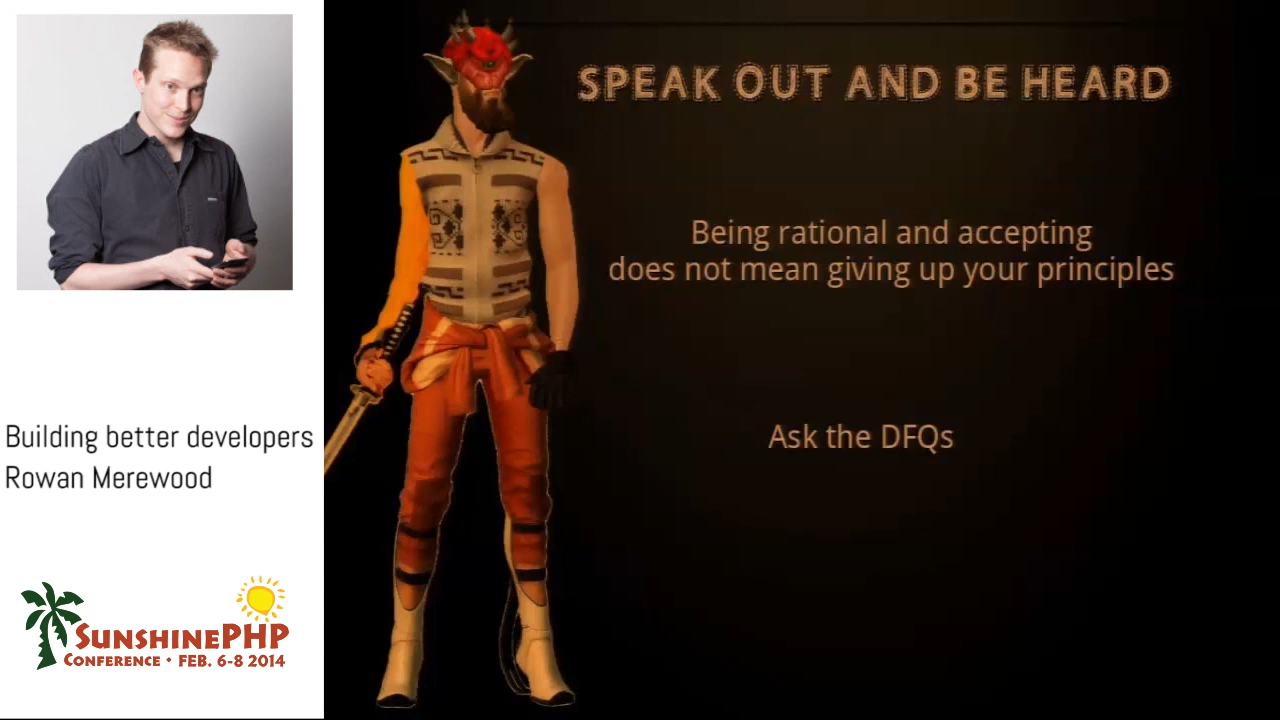 SPEAK OUT AND BE HEARD
Being rational and accepting
does not mean giving up your principles
Ask the DFQs
Building better developers
Rowan Merewood
SUNSHINEPHP
CONFERENCE • FEB. 6-8 2014